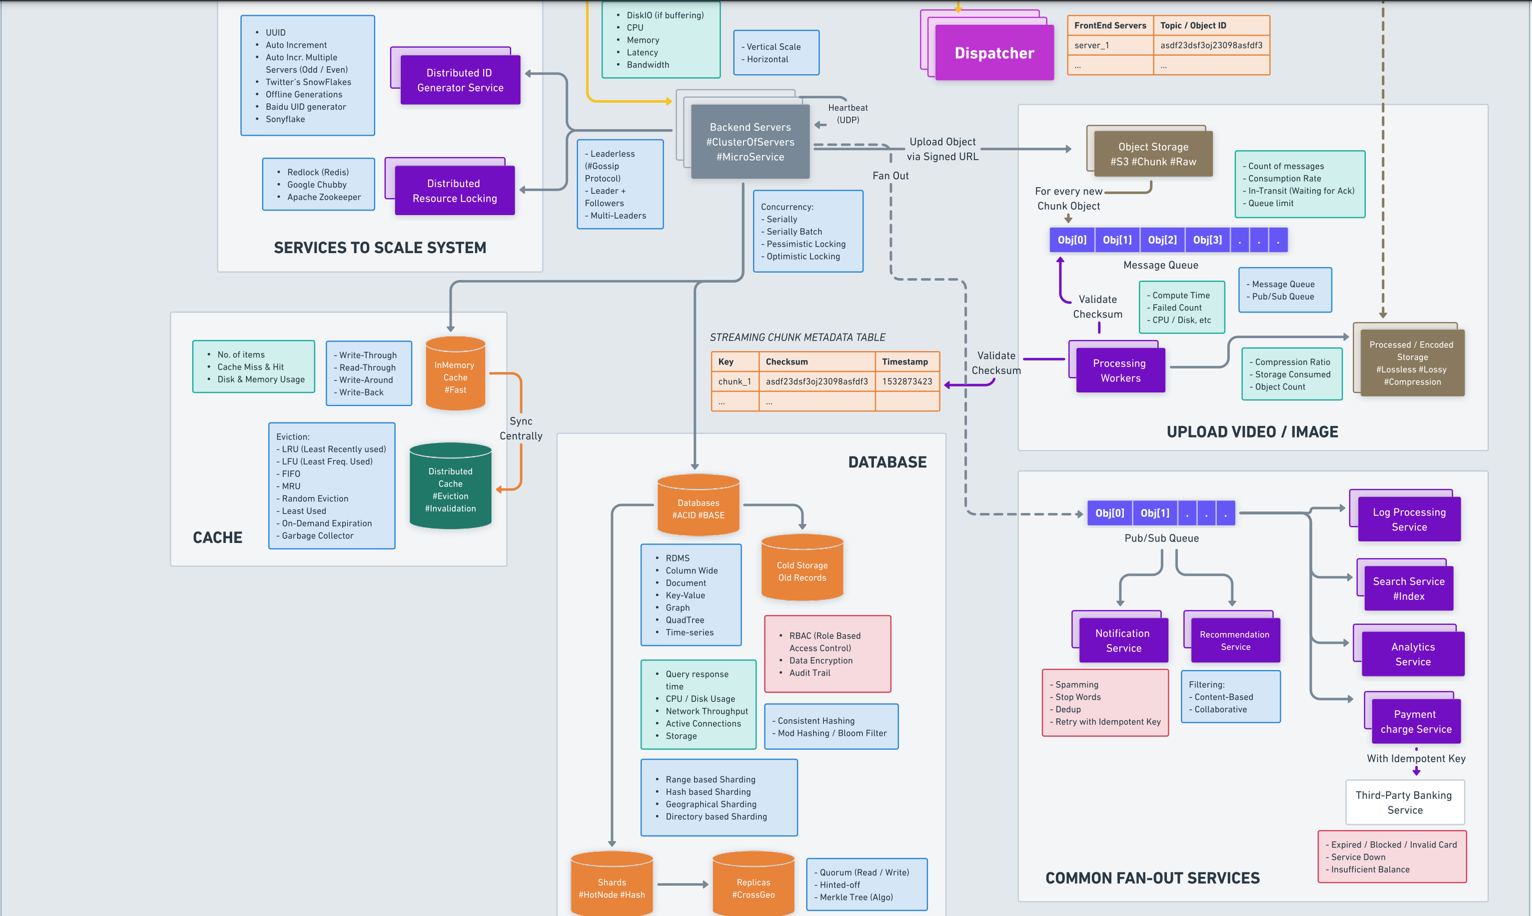 • UUID
• Auto Increment
• Auto Incr. Multiple
Servers (Odd / Even)
• Twitter's SnowFlakes
• Offline Generations
• Baidu UID generator
• Sonyflake
Distributed ID
Generator Service
• Redlock (Redis)
• Google Chubby
• Apache Zookeeper
Distributed
Resource Locking
SERVICES TO SCALE SYSTEM
• DiskIO (if buffering)
• CPU
• Memory
• Latency
• Bandwidth
- Vertical Scale
- Horizontal
Backend Servers
#ClusterOfServers
#MicroService
Heartbeat
(UDP)
- Leaderless
(#Gossip
Protocol)
- Leader +
Followers
- Multi-Leaders
Concurrency:
- Serially
- Serially Batch
- Pessimistic Locking
- Optimistic Locking
Fan Out
Upload Object
via Signed URL
Dispatcher
FrontEnd Servers Topic / Object ID
server_1 asdf23dsf3oj23098asfdf3
... ...
Object Storage
#S3 #Chunk #Raw
- Count of messages
- Consumption Rate
- In-Transit (Waiting for Ack)
- Queue limit
For every new
Chunk Object
Obj[0] Obj[1] Obj[2] Obj[3] . . .
Message Queue
- Message Queue
- Pub/Sub Queue
Validate
Checksum
- Compute Time
- Failed Count
- CPU / Disk, etc
Processing
Workers
- Compression Ratio
- Storage Consumed
- Object Count
Processed / Encoded
Storage
#Lossless #Lossy
#Compression
UPLOAD VIDEO / IMAGE
Validate
Checksum
STREAMING CHUNK METADATA TABLE
Key Checksum Timestamp
chunk_1 asdf23dsf3oj23098asfdf3 1532873423
... ...
• No. of items
• Cache Miss & Hit
• Disk & Memory Usage
- Write-Through
- Read-Through
- Write-Around
- Write-Back
InMemory
Cache
#Fast
Sync
Centrally
Eviction:
- LRU (Least Recently used)
- LFU (Least Freq. Used)
- FIFO
- MRU
- Random Eviction
- Least Used
- On-Demand Expiration
- Garbage Collector
Distributed
Cache
#Eviction
#Invalidation
CACHE
DATABASE
Databases
#ACID #BASE
Cold Storage
Old Records
• RDMS
• Column Wide
• Document
• Key-Value
• Graph
• QuadTree
• Time-series
• RBAC (Role Based
Access Control)
• Data Encryption
• Audit Trail
• Query response
time
• CPU / Disk Usage
• Network Throughput
• Active Connections
• Storage
- Consistent Hashing
- Mod Hashing / Bloom Filter
• Range based Sharding
• Hash based Sharding
• Geographical Sharding
• Directory based Sharding
Shards
#HotNode #Hash
Replicas
#CrossGeo
- Quorum (Read / Write)
- Hinted-off
- Merkle Tree (Algo)
Obj[0] Obj[1] . . .
Pub/Sub Queue
Notification
Service
Recommendation
Service
- Spamming
- Stop Words
- Dedup
- Retry with Idempotent Key
Filtering:
- Content-Based
- Collaborative
Log Processing
Service
Search Service
#Index
Analytics
Service
Payment
charge Service
With Idempotent Key
Third-Party Banking
Service
- Expired / Blocked / Invalid Card
- Service Down
- Insufficient Balance
COMMON FAN-OUT SERVICES